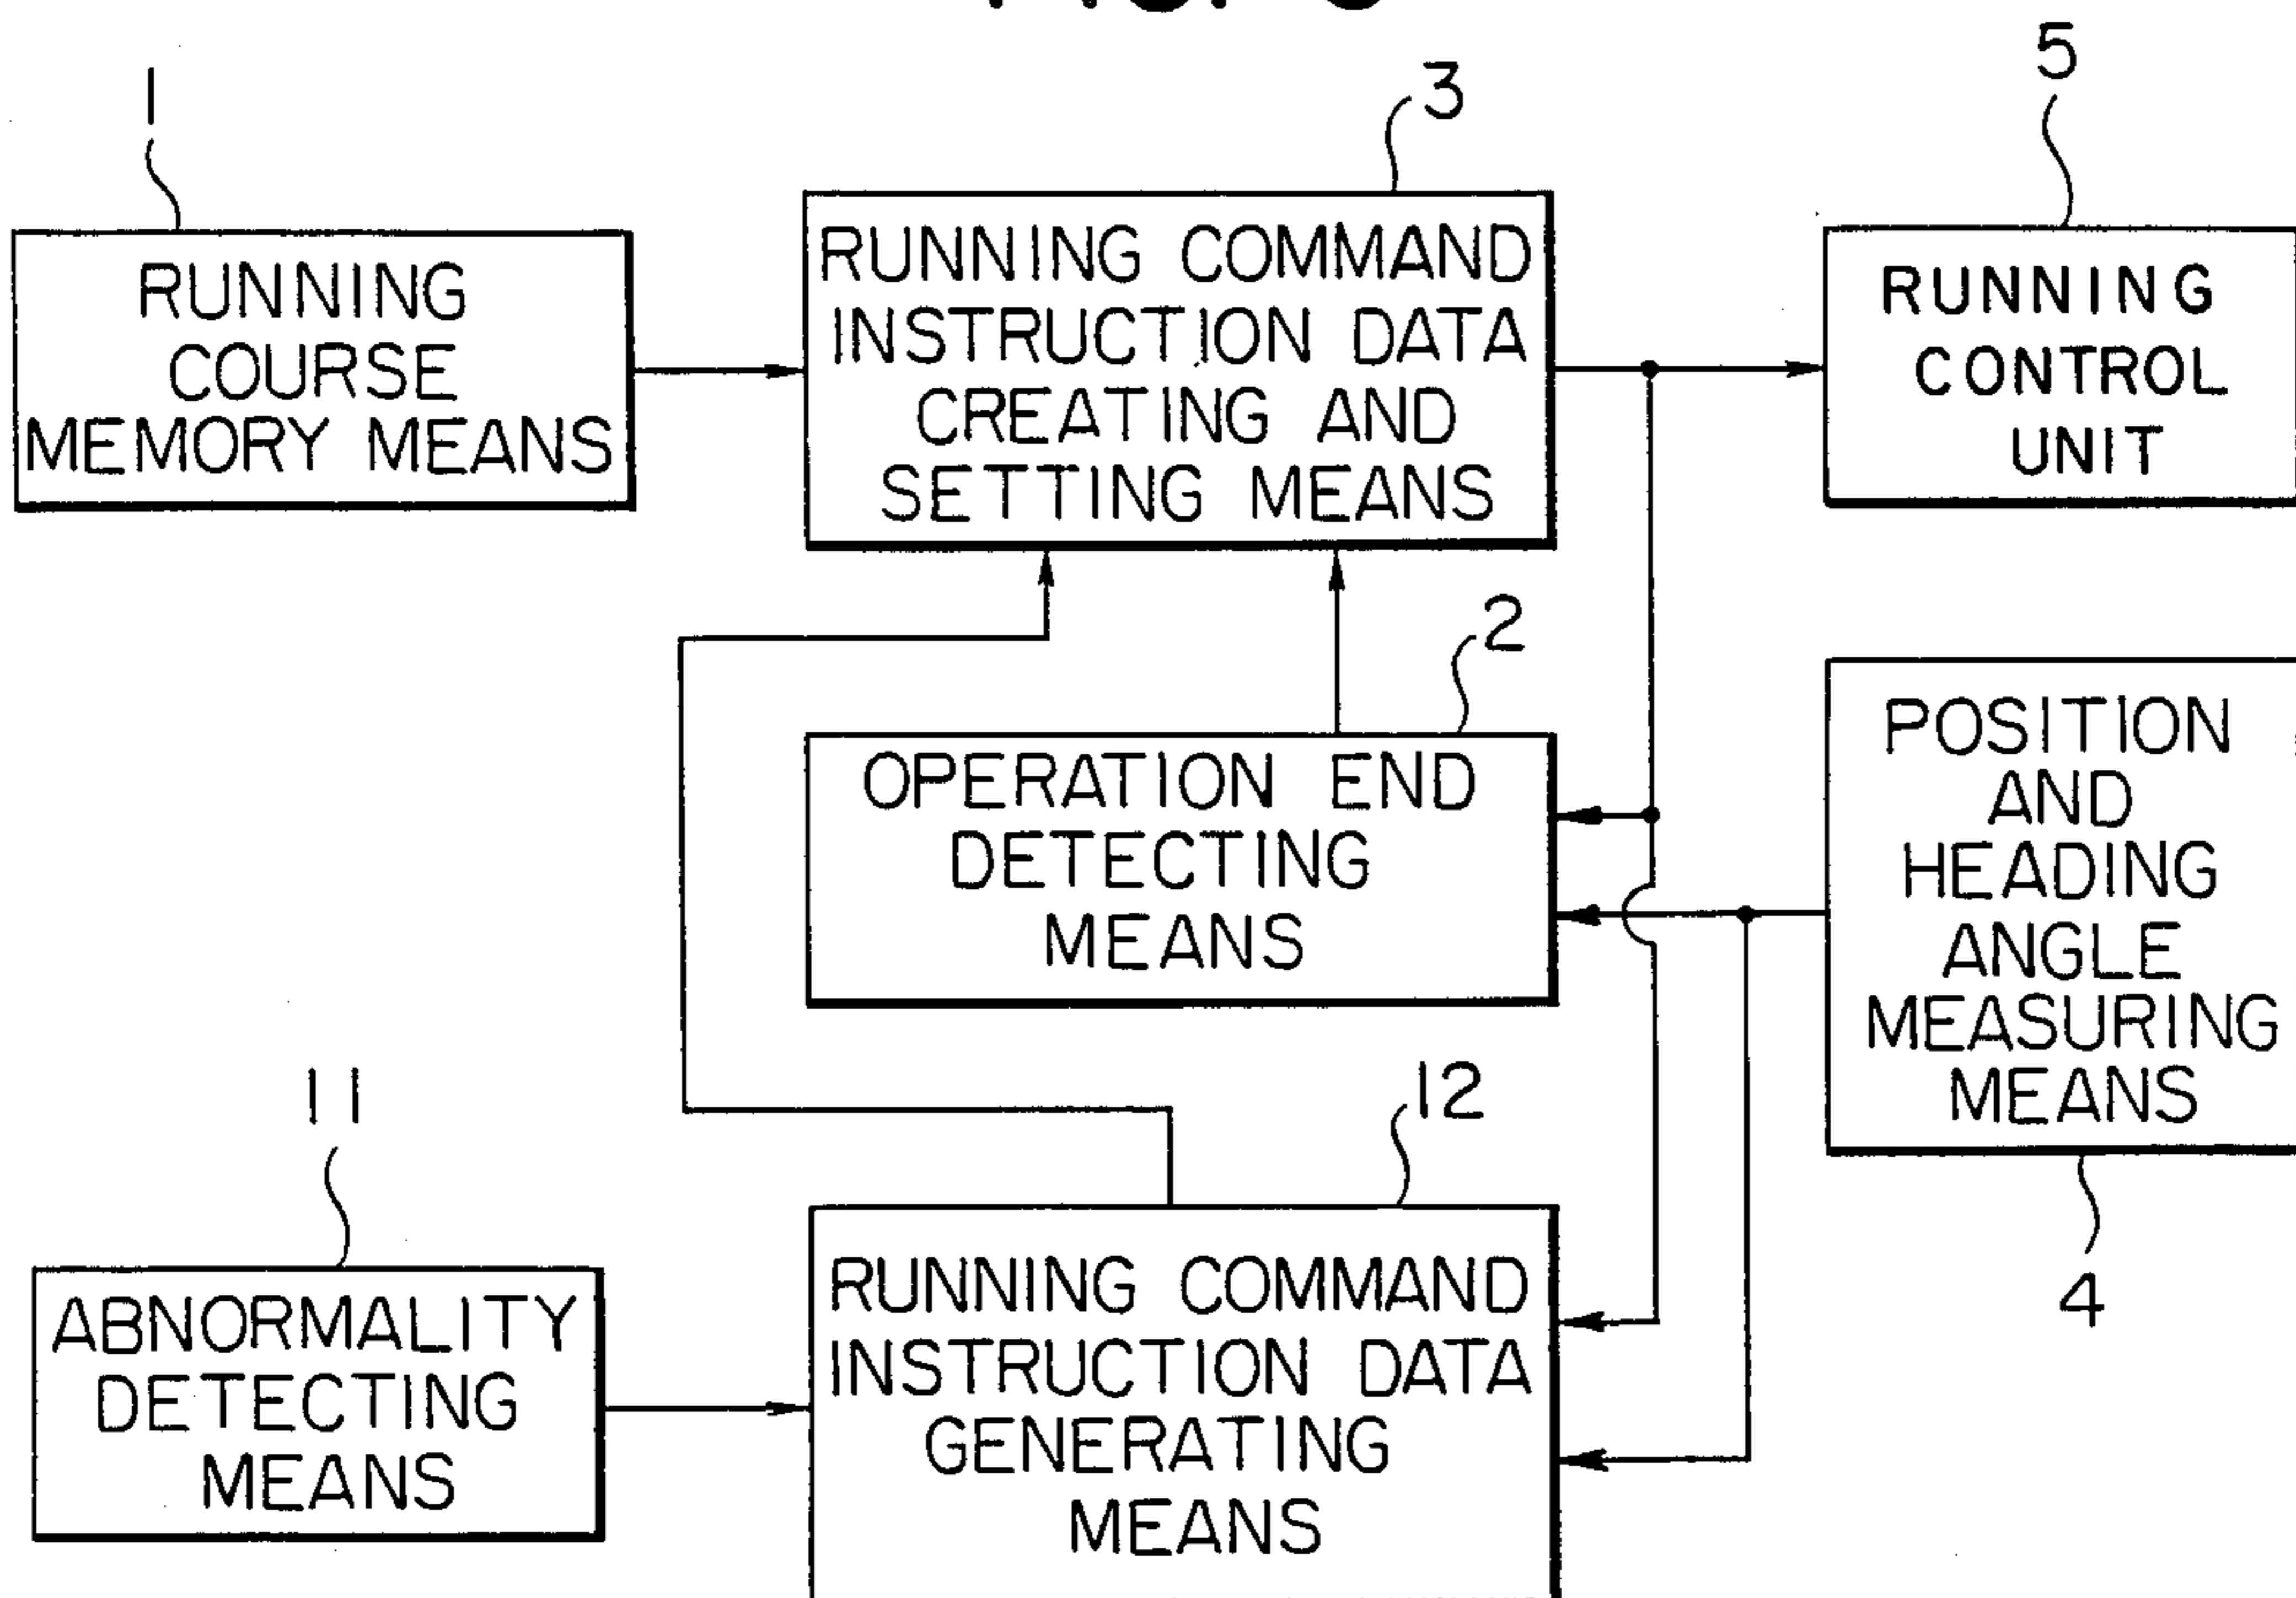 1
3
5
RUNNING
COURSE
MEMORY MEANS
RUNNING COMMAND
INSTRUCTION DATA
CREATING AND
SETTING MEANS
RUNNING
CONTROL
UNIT
2
OPERATION END
DETECTING
MEANS
POSITION
AND
HEADING
ANGLE
MEASURING
MEANS
4
11
12
ABNORMALITY
DETECTING
MEANS
RUNNING COMMAND
INSTRUCTION DATA
GENERATING
MEANS